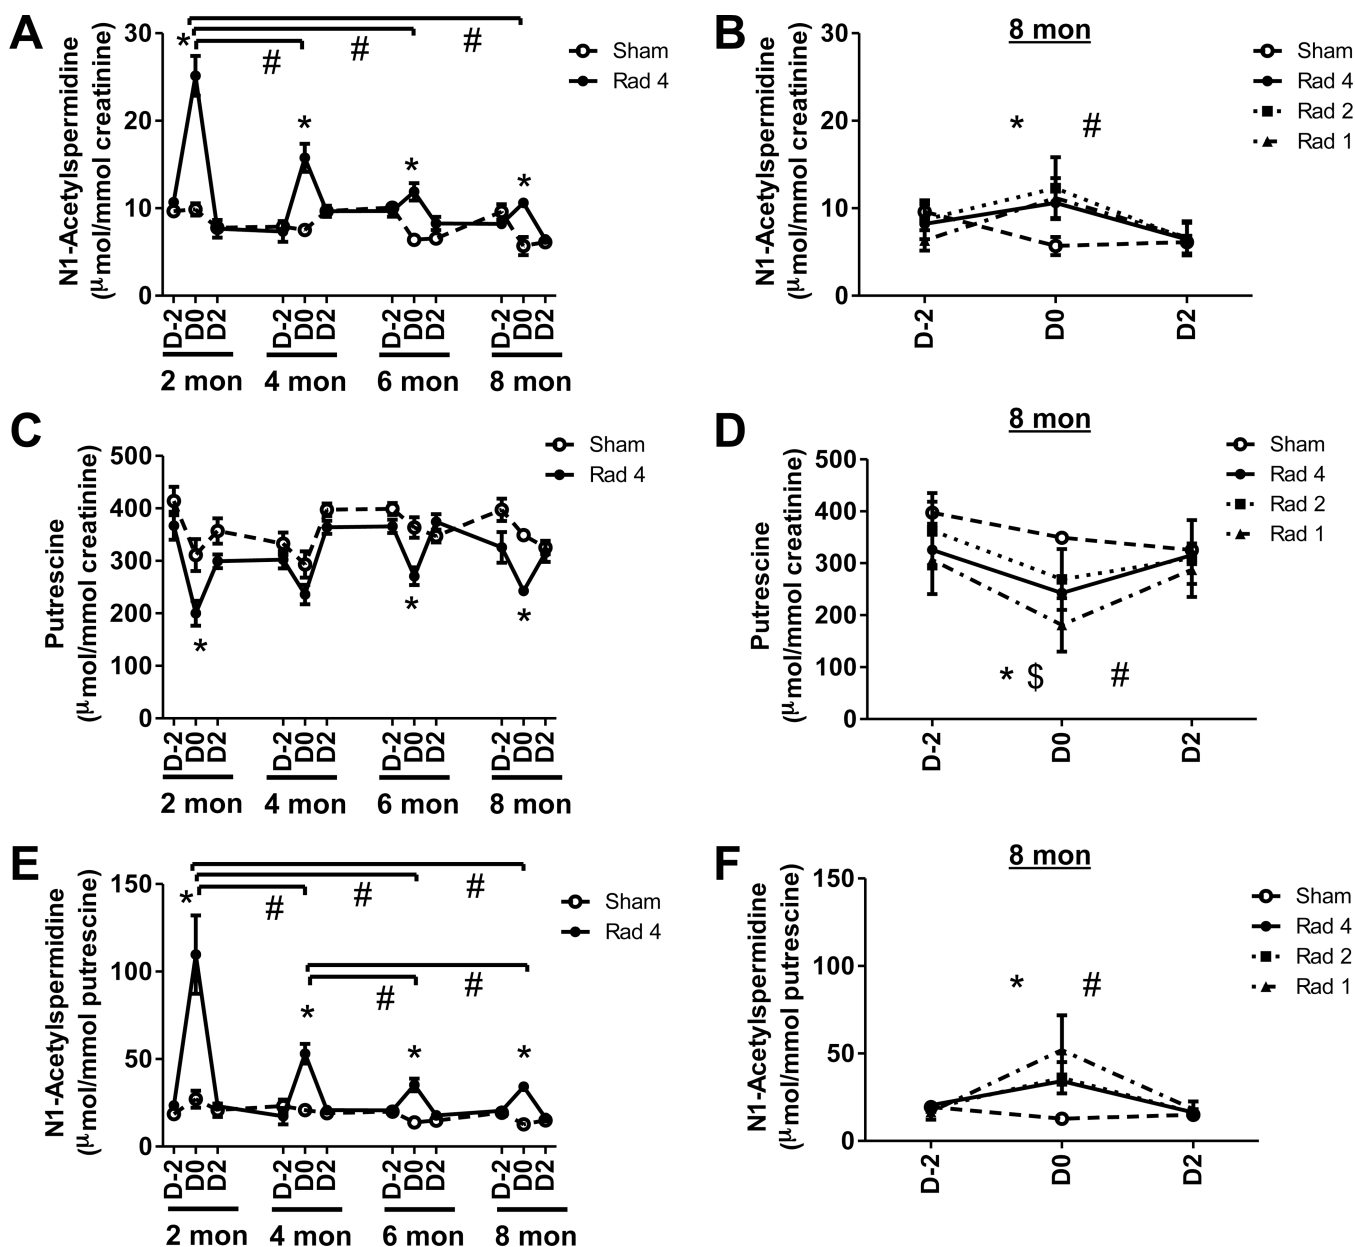 A
N1-Acetylspermidine
(μmol/mmol creatinine)
30
20
10
0
*
#
#
#
*
*
*
Sham
Rad 4
D-2
D0
D2
D-2
D0
D2
D-2
D0
D2
D-2
D0
D2
2 mon
4 mon
6 mon
8 mon
B
8 mon
N1-Acetylspermidine
(μmol/mmol creatinine)
30
20
10
0
* #
Sham
Rad 4
Rad 2
Rad 1
D-2
D0
D2
C
Putrescine
(μmol/mmol creatinine)
500
400
300
200
100
0
*
*
*
Sham
Rad 4
D-2
D0
D2
D-2
D0
D2
D-2
D0
D2
D-2
D0
D2
2 mon
4 mon
6 mon
8 mon
D
8 mon
Putrescine
(μmol/mmol creatinine)
500
400
300
200
100
0
* $ #
Sham
Rad 4
Rad 2
Rad 1
D-2
D0
D2
E
N1-Acetylspermidine
(μmol/mmol putrescine)
150
100
50
0
*
#
#
#
#
#
*
*
*
Sham
Rad 4
D-2
D0
D2
D-2
D0
D2
D-2
D0
D2
D-2
D0
D2
2 mon
4 mon
6 mon
8 mon
F
8 mon
N1-Acetylspermidine
(μmol/mmol putrescine)
150
100
50
0
* #
Sham
Rad 4
Rad 2
Rad 1
D-2
D0
D2